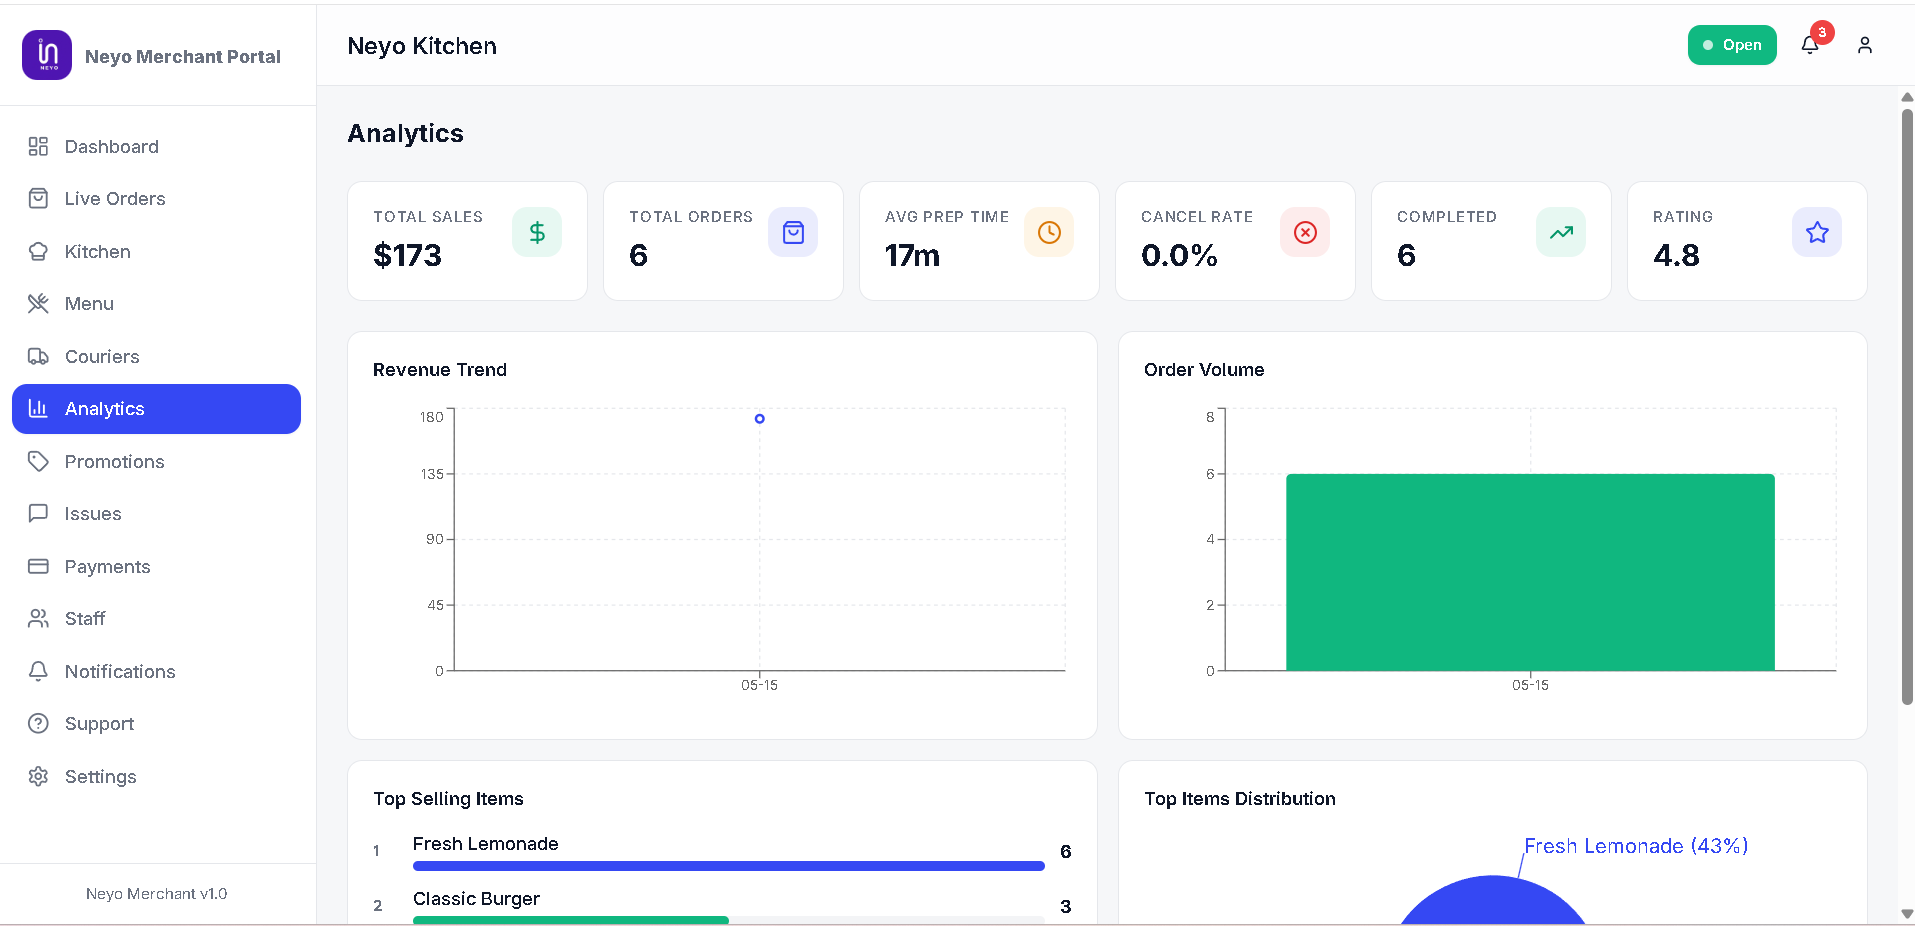 in
NEYO
Neyo Merchant Portal
Neyo Kitchen
Open
3
Dashboard
Live Orders
Kitchen
Menu
Couriers
Analytics
Promotions
Issues
Payments
Staff
Notifications
Support
Settings
Neyo Merchant v1.0
Analytics
TOTAL SALES
$173
TOTAL ORDERS
6
AVG PREP TIME
17m
CANCEL RATE
0.0%
COMPLETED
6
RATING
4.8
Revenue Trend
180
135
90
45
0
05-15
Order Volume
8
6
4
2
0
05-15
Top Selling Items
1
Fresh Lemonade
6
2
Classic Burger
3
Top Items Distribution
Fresh Lemonade (43%)